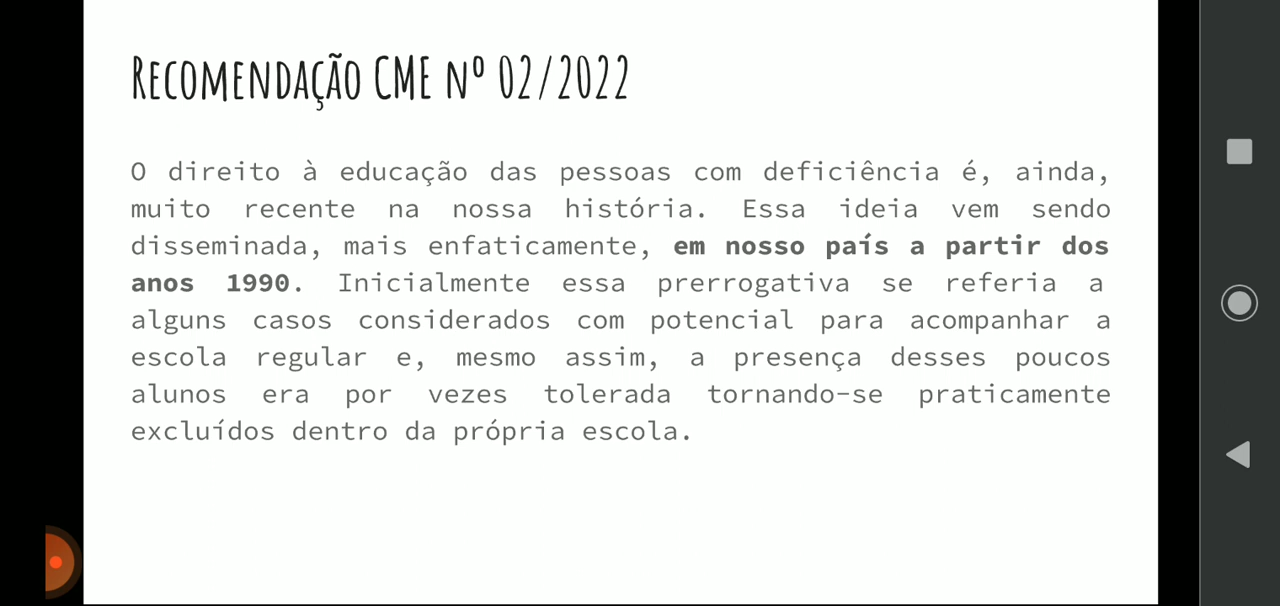 Recomendação CME nº 02/2022
O direito à educação das pessoas com deficiência é, ainda,
muito recente na nossa história. Essa ideia vem sendo
disseminada, mais enfaticamente, em nosso país a partir dos
anos 1990. Inicialmente essa prerrogativa se referia a
alguns casos considerados com potencial para acompanhar a
escola regular e, mesmo assim, a presença desses poucos
alunos era por vezes tolerada tornando-se praticamente
excluídos dentro da própria escola.